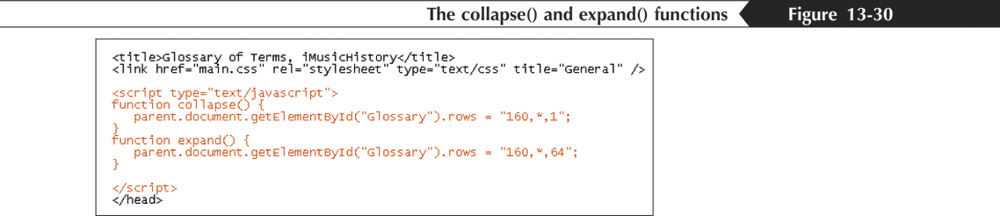 The collapse() and expand() functions Figure 13-30
<title>Glossary of Terms, iMusicHistory</title>
<link href="main.css" rel="stylesheet" type="text/css" title="General" />
<script type="text/javascript">
function collapse() {
   parent.document.getElementById("Glossary").rows = "160,*,1";
}
function expand() {
   parent.document.getElementById("Glossary").rows = "160,*,64";
}
</script>
</head>